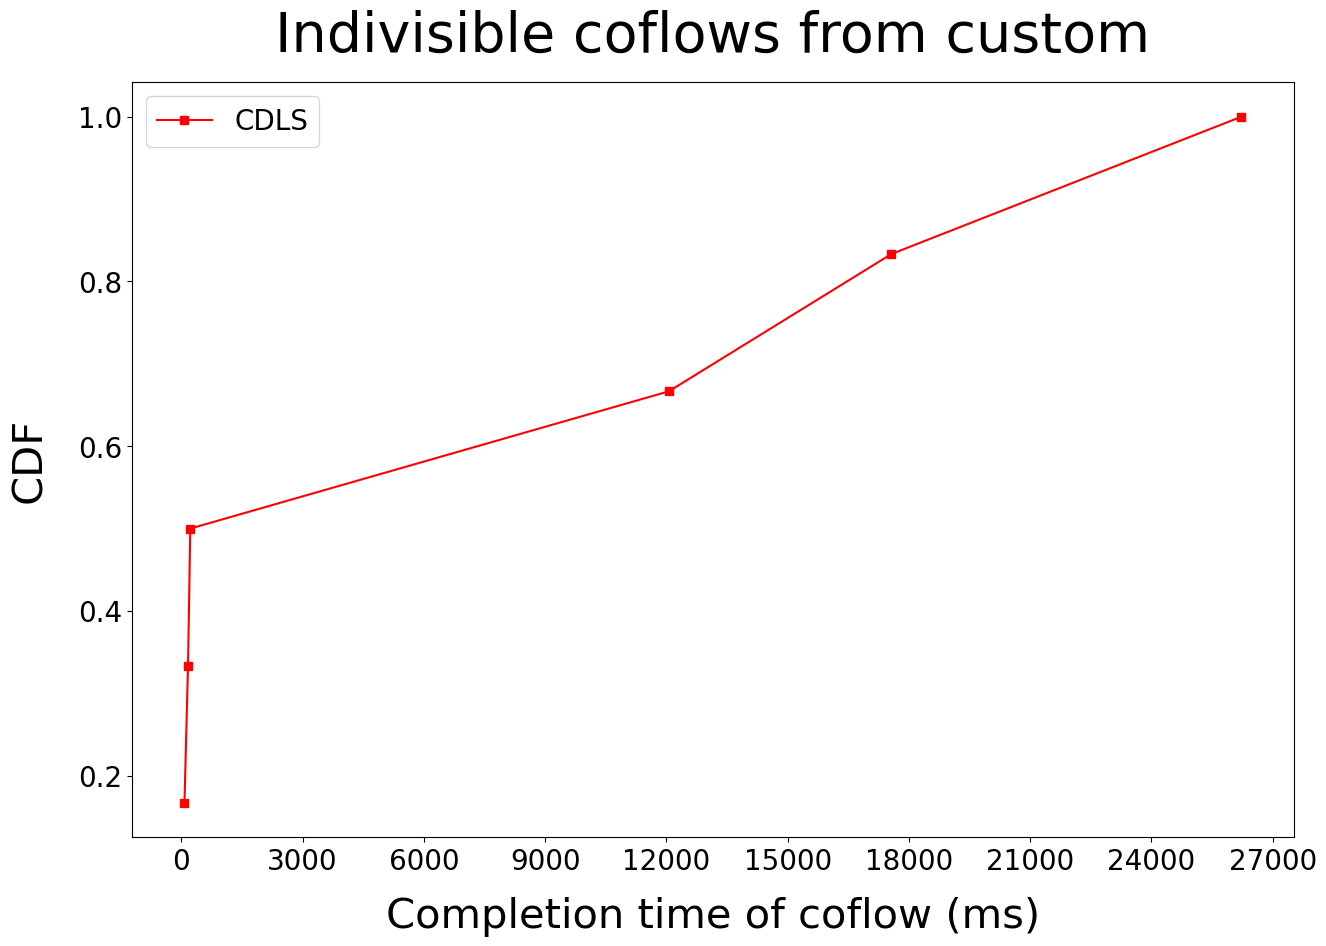 Indivisible coflows from custom
CDLS
1.0
0.8
0.6
0.4
0.2
CDF
0 3000 6000 9000 12000 15000 18000 21000 24000 27000
Completion time of coflow (ms)